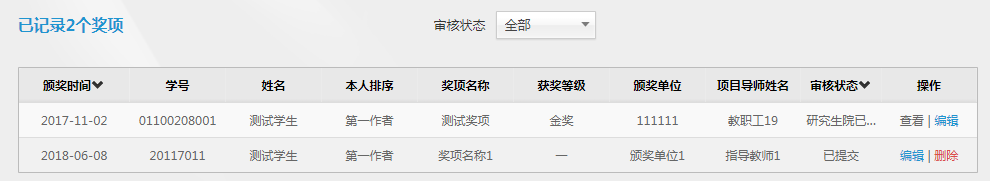 已记录2个奖项 审核状态 全部
颁奖时间 学号 姓名 本人排序 奖项名称 获奖等级 颁奖单位 项目导师姓名 审核状态 操作
2017-11-02 01100208001 测试学生 第一作者 测试奖项 金奖 111111 教职工19 研究生院已... 查看 | 编辑
2018-06-08 20117011 测试学生 第一作者 奖项名称1 — 颁奖单位1 指导教师1 已提交 编辑 | 删除